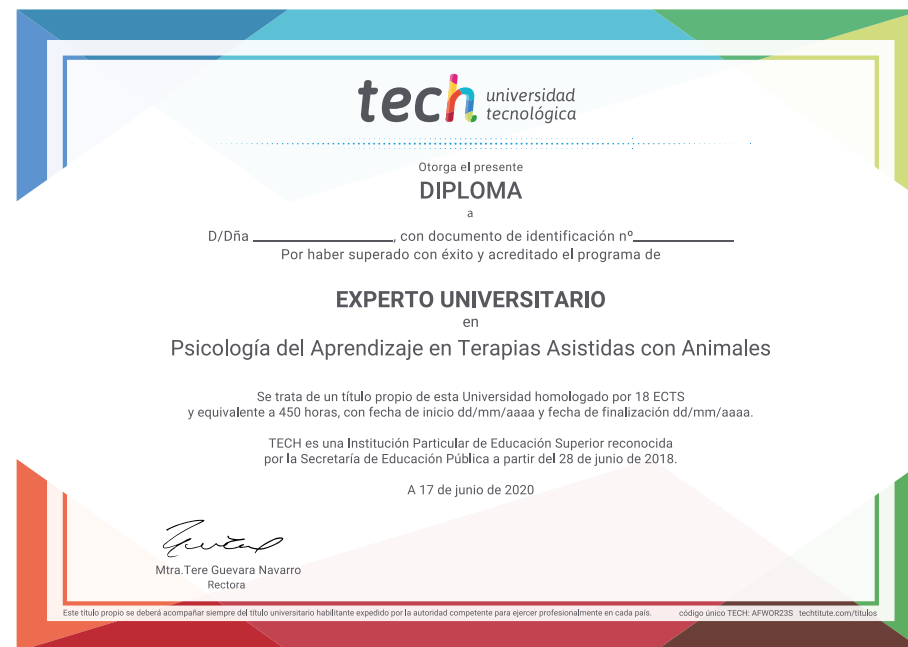 tech universidad
tecnológica
Otorga el presente
DIPLOMA
a
D/Dña ____________, con documento de identificación nº____________
Por haber superado con éxito y acreditado el programa de
EXPERTO UNIVERSITARIO
en
Psicología del Aprendizaje en Terapias Asistidas con Animales
Se trata de un título propio de esta Universidad homologado por 18 ECTS
y equivalente a 450 horas, con fecha de inicio dd/mm/aaaa y fecha de finalización dd/mm/aaaa.
TECH es una Institución Particular de Educación Superior reconocida
por la Secretaría de Educación Pública a partir del 28 de junio de 2018.
A 17 de junio de 2020
Mtra.Tere Guevara Navarro
Rectora
Este título propio se deberá acompañar siempre del título universitario habilitante expedido por la autoridad competente para ejercer profesionalmente en cada país. código único TECH: AFWOR23S techtitute.com/titulos